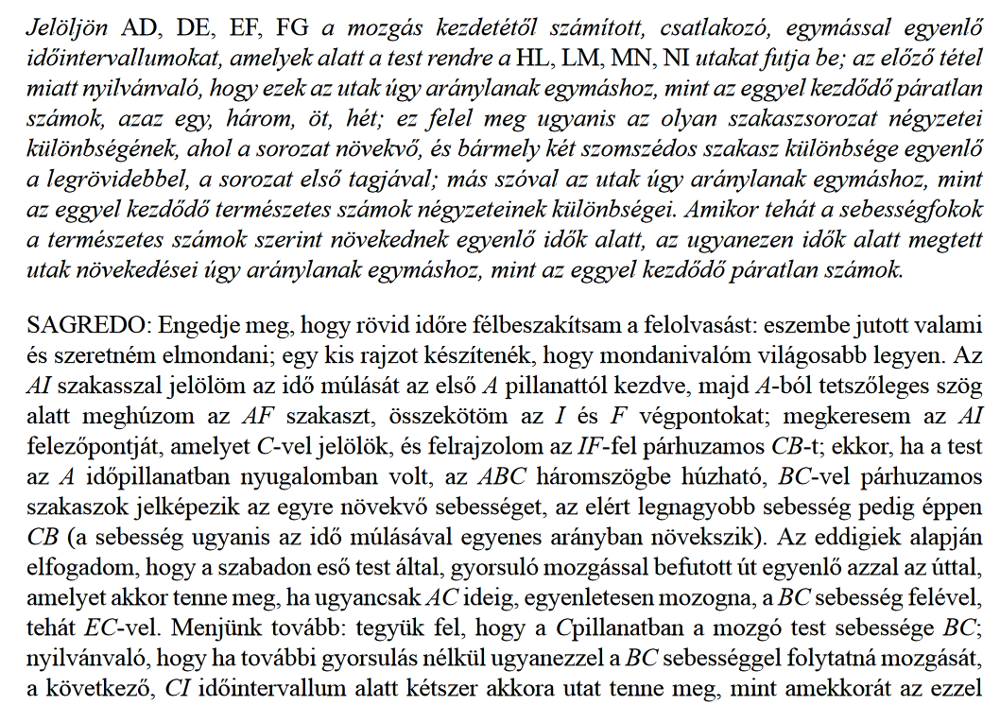 Jelöljön AD, DE, EF, FG a mozgás kezdetétől számított, csatlakozó, egymással egyenlő
időintervallumokat, amelyek alatt a test rendre a HL, LM, MN, NI utakat futja be; az előző tétel
miatt nyilvánvaló, hogy ezek az utak úgy aránylanak egymáshoz, mint az eggyel kezdődő páratlan
számok, azaz egy, három, öt, hét; ez felel meg ugyanis az olyan szakaszsorozat négyzetei
különbségének, ahol a sorozat növekvő, és bármely két szomszédos szakasz különbsége egyenlő
a legrövidebbel, a sorozat első tagjával; más szóval az utak úgy aránylanak egymáshoz, mint
az eggyel kezdődő természetes számok négyzeteinek különbségei. Amikor tehát a sebességfokok
a természetes számok szerint növekednek egyenlő idők alatt, az ugyanezen idők alatt megtett
utak növekedései úgy aránylanak egymáshoz, mint az eggyel kezdődő páratlan számok.
SAGREDO: Engedje meg, hogy rövid időre félbeszakítsam a felolvasást: eszembe jutott valami
és szeretném elmondani; egy kis rajzot készítenék, hogy mondanivalóm világosabb legyen. Az
AI szakasszal jelölöm az idő múlását az első A pillanattól kezdve, majd A-ból tetszőleges szög
alatt meghúzom az AF szakaszt, összekötöm az I és F végpontokat; megkeresem az AI
felezőpontját, amelyet C-vel jelölök, és felrajzolom az IF-fel párhuzamos CB-t; ekkor, ha a test
az A időpillanatban nyugalomban volt, az ABC háromszögbe húzható, BC-vel párhuzamos
szakaszok jelképezik az egyre növekvő sebességet, az elért legnagyobb sebesség pedig éppen
CB (a sebesség ugyanis az idő múlásával egyenes arányban növekszik). Az eddigiek alapján
elfogadom, hogy a szabadon eső test által, gyorsuló mozgással befutott út egyenlő azzal az úttal,
amelyet akkor tenne meg, ha ugyancsak AC ideig, egyenletesen mozogna, a BC sebesség felével,
tehát EC-vel. Menjünk tovább: tegyük fel, hogy a Cpillanatban a mozgó test sebessége BC;
nyilvánvaló, hogy ha további gyorsulás nélkül ugyanezzel a BC sebességgel folytatná mozgását,
a következő, CI időintervallum alatt kétszer akkora utat tenne meg, mint amekkorát az ezzel